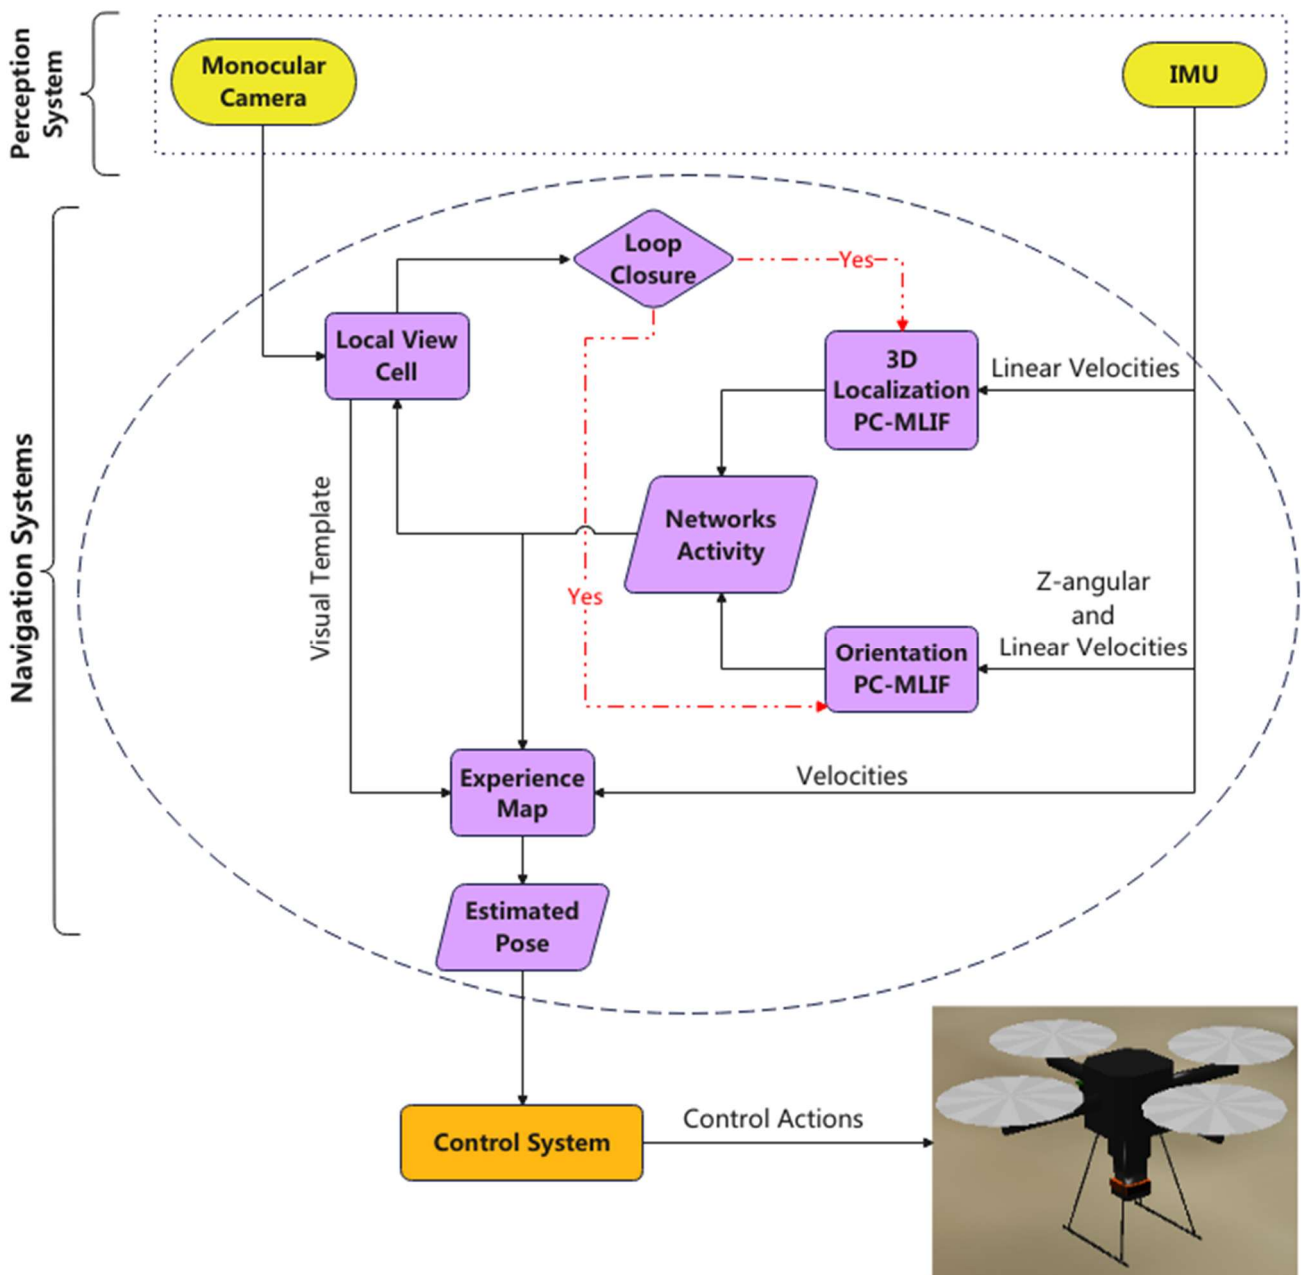 Perception
System
Monocular
Camera
IMU
Navigation Systems
Loop
Closure
Yes
Local View
Cell
3D
Localization
PC-MLIF
Linear Velocities
Visual Template
Networks
Activity
Yes
Z-angular
and
Linear Velocities
Orientation
PC-MLIF
Experience
Map
Velocities
Estimated
Pose
Control System
Control Actions